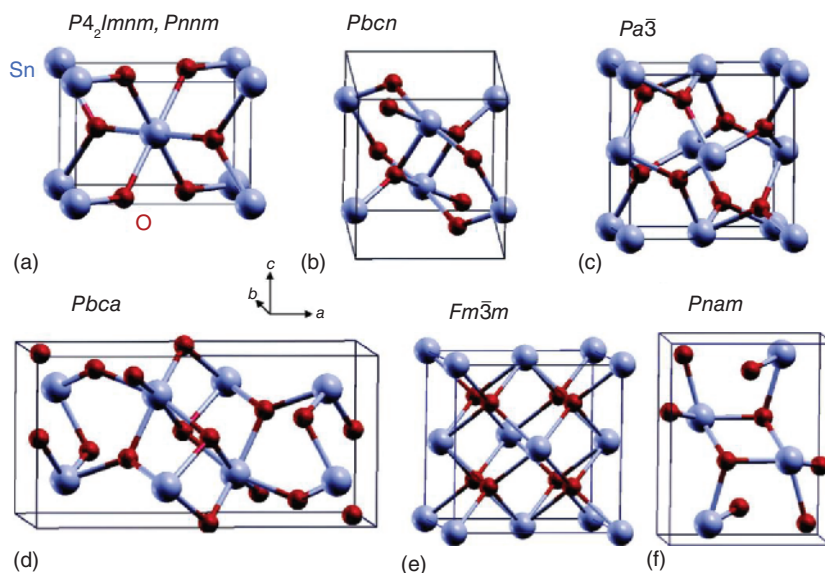 P4₂/mnm, Pnnm
Pbcn
Pa3̄
Sn
O
(a)
(b)
(c)
Pbca
c
b
a
Fm3̄m
Pnam
(d)
(e)
(f)